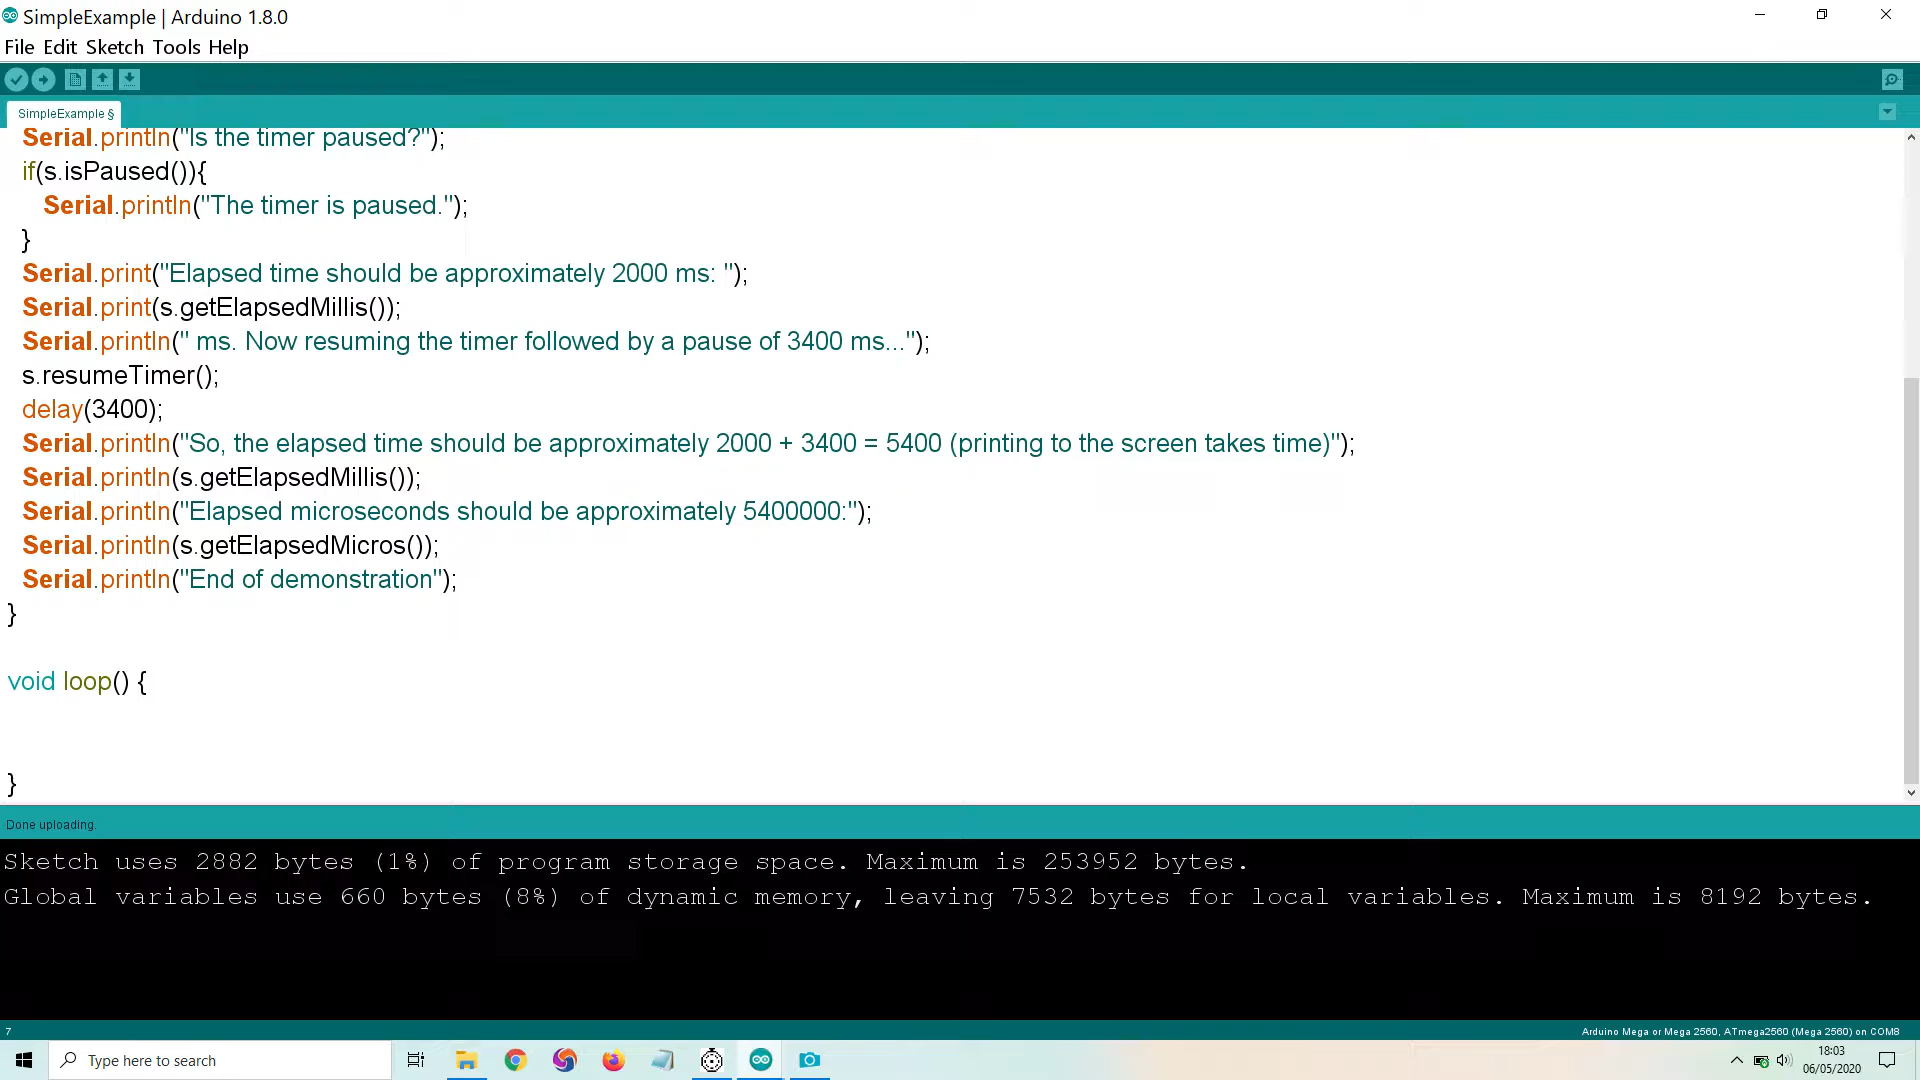 SimpleExample | Arduino 1.8.0
File Edit Sketch Tools Help
SimpleExample §
Serial.println("Is the timer paused?");
if(s.isPaused()){
Serial.println("The timer is paused.");
}
Serial.print("Elapsed time should be approximately 2000 ms: ");
Serial.print(s.getElapsedMillis());
Serial.println(" ms. Now resuming the timer followed by a pause of 3400 ms...");
s.resumeTimer();
delay(3400);
Serial.println("So, the elapsed time should be approximately 2000 + 3400 = 5400 (printing to the screen takes time)");
Serial.println(s.getElapsedMillis());
Serial.println("Elapsed microseconds should be approximately 5400000:");
Serial.println(s.getElapsedMicros());
Serial.println("End of demonstration");
}
void loop() {
}
Done uploading.
Sketch uses 2882 bytes (1%) of program storage space. Maximum is 253952 bytes.
Global variables use 660 bytes (8%) of dynamic memory, leaving 7532 bytes for local variables. Maximum is 8192 bytes.
7
Arduino Mega or Mega 2560, ATmega2560 (Mega 2560) on COM8
Type here to search
18:03
06/05/2020